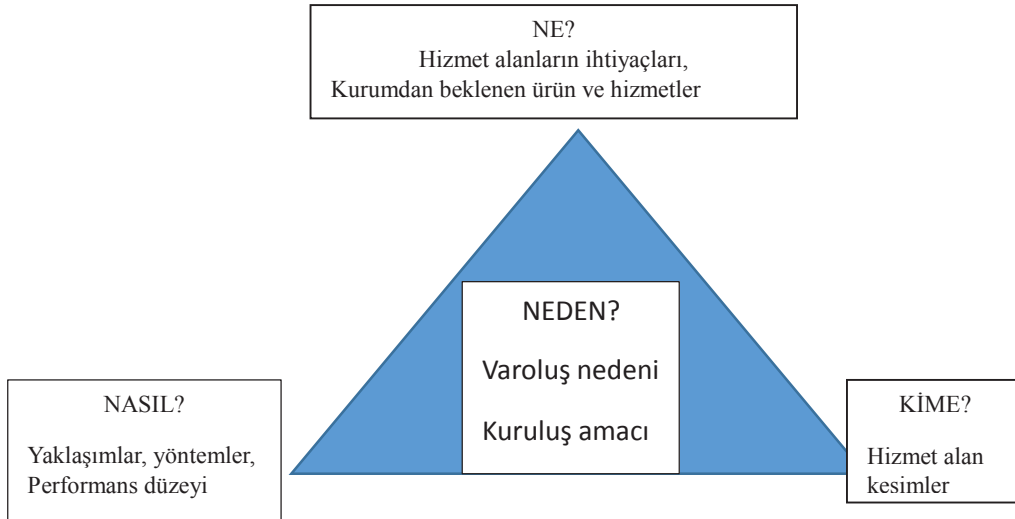 NE?
Hizmet alanların ihtiyaçları,
Kurumdan beklenen ürün ve hizmetler
NEDEN?
Varoluş nedeni
Kuruluş amacı
NASIL?
Yaklaşımlar, yöntemler,
Performans düzeyi
KİME?
Hizmet alan
kesimler